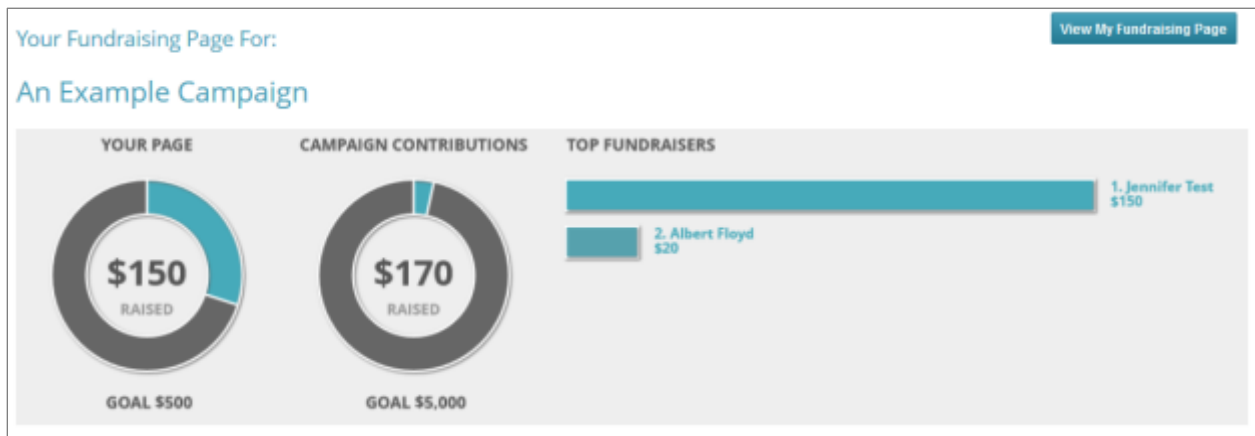 Your Fundraising Page For:
View My Fundraising Page
An Example Campaign
YOUR PAGE
CAMPAIGN CONTRIBUTIONS
TOP FUNDRAISERS
$150
RAISED
GOAL $500
$170
RAISED
GOAL $5,000
1. Jennifer Test
$150
2. Albert Floyd
$20